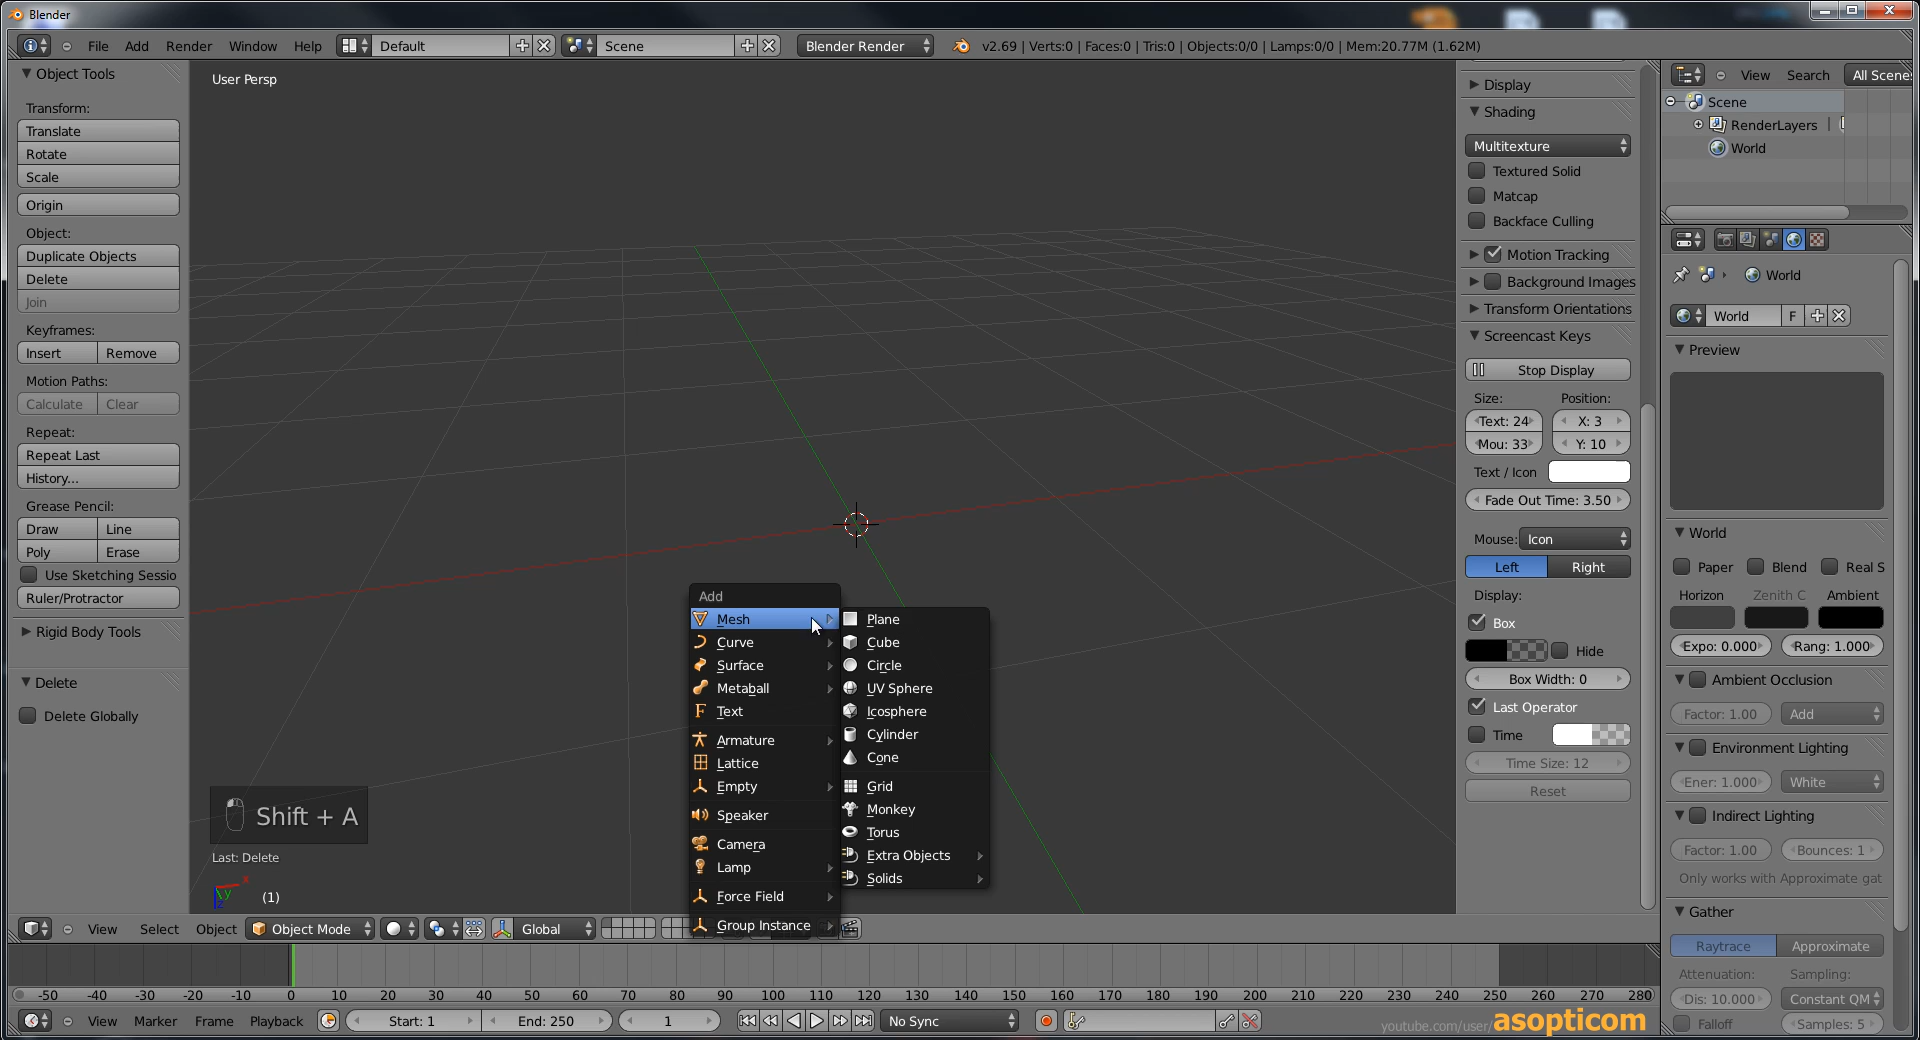 Blender
File Add Render Window Help Default Scene Blender Render v2.69 | Verts:0 | Faces:0 | Tris:0 | Objects:0/0 | Lamps:0/0 | Mem:20.77M (1.62M)
Object Tools
Transform:
Translate
Rotate
Scale
Origin
Object:
Duplicate Objects
Delete
Join
Keyframes:
Insert Remove
Motion Paths:
Calculate Clear
Repeat:
Repeat Last
History...
Grease Pencil:
Draw Line
Poly Erase
Use Sketching Sessio
Ruler/Protractor
Rigid Body Tools
Delete
Delete Globally
User Persp
Add
Mesh
Curve
Surface
Metaball
Text
Armature
Lattice
Empty
Speaker
Camera
Lamp
Force Field
Group Instance
Plane
Cube
Circle
UV Sphere
Icosphere
Cylinder
Cone
Grid
Monkey
Torus
Extra Objects
Solids
Shift + A
Last: Delete
x
y
z
(1)
View Select Object Object Mode Global
Display
Shading
Multitexture
Textured Solid
Matcap
Backface Culling
Motion Tracking
Background Images
Transform Orientations
Screencast Keys
Stop Display
Size: Position:
Text: 24 X: 3
Mou: 33 Y: 10
Text / Icon
Fade Out Time: 3.50
Mouse: Icon
Left Right
Display:
Box
Hide
Box Width: 0
Last Operator
Time
Time Size: 12
Reset
View Search All Scene
Scene
RenderLayers |
World
World
World F
Preview
World
Paper Blend Real S
Horizon Zenith C Ambient
Expo: 0.000 Rang: 1.000
Ambient Occlusion
Factor: 1.00 Add
Environment Lighting
Ener: 1.000 White
Indirect Lighting
Factor: 1.00 Bounces: 1
Only works with Approximate gat
Gather
Raytrace Approximate
Attenuation: Sampling:
Dis: 10.000 Constant QM
Falloff Samples: 5
-50 -40 -30 -20 -10 0 10 20 30 40 50 60 70 80 90 100 110 120 130 140 150 160 170 180 190 200 210 220 230 240 250 260 270 280
View Marker Frame Playback Start: 1 End: 250 1 No Sync
youtube.com/user/asopticom